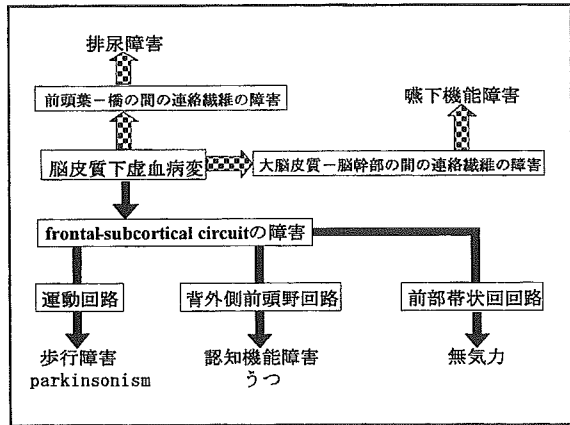 排尿障害
前頭葉－橋の間の連絡繊維の障害
嚥下機能障害
脳皮質下虚血病変
大脳皮質－脳幹部の間の連絡繊維の障害
frontal-subcortical circuitの障害
運動回路
背外側前頭野回路
前部帯状回回路
歩行障害
parkinsonism
認知機能障害
うつ
無気力